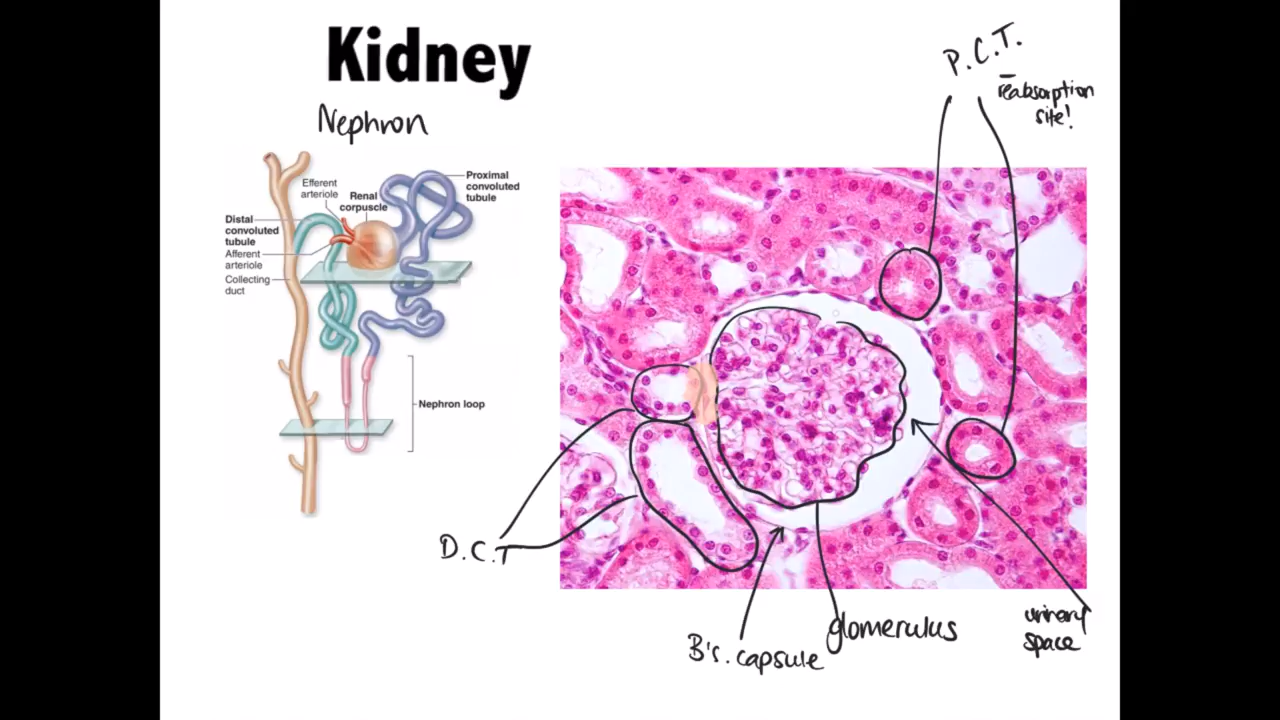 Kidney
Nephron
Efferent
arteriole
Renal
corpuscle
Proximal
convoluted
tubule
Distal
convoluted
tubule
Afferent
arteriole
Collecting
duct
Nephron loop
P.C.T.
reabsorption
site!
D.C.T
B's. capsule
glomerulus
urinary
space